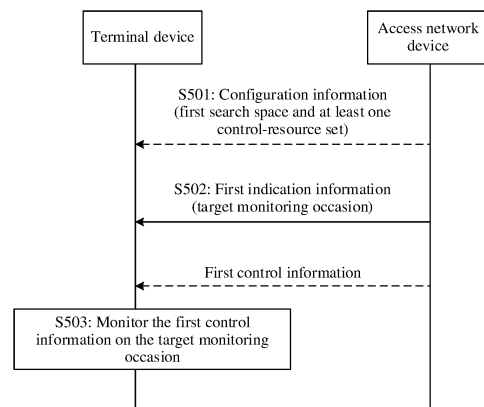 Terminal device
Access network
device
S501: Configuration information
(first search space and at least one
control-resource set)
S502: First indication information
(target monitoring occasion)
First control information
S503: Monitor the first control
information on the target monitoring
occasion